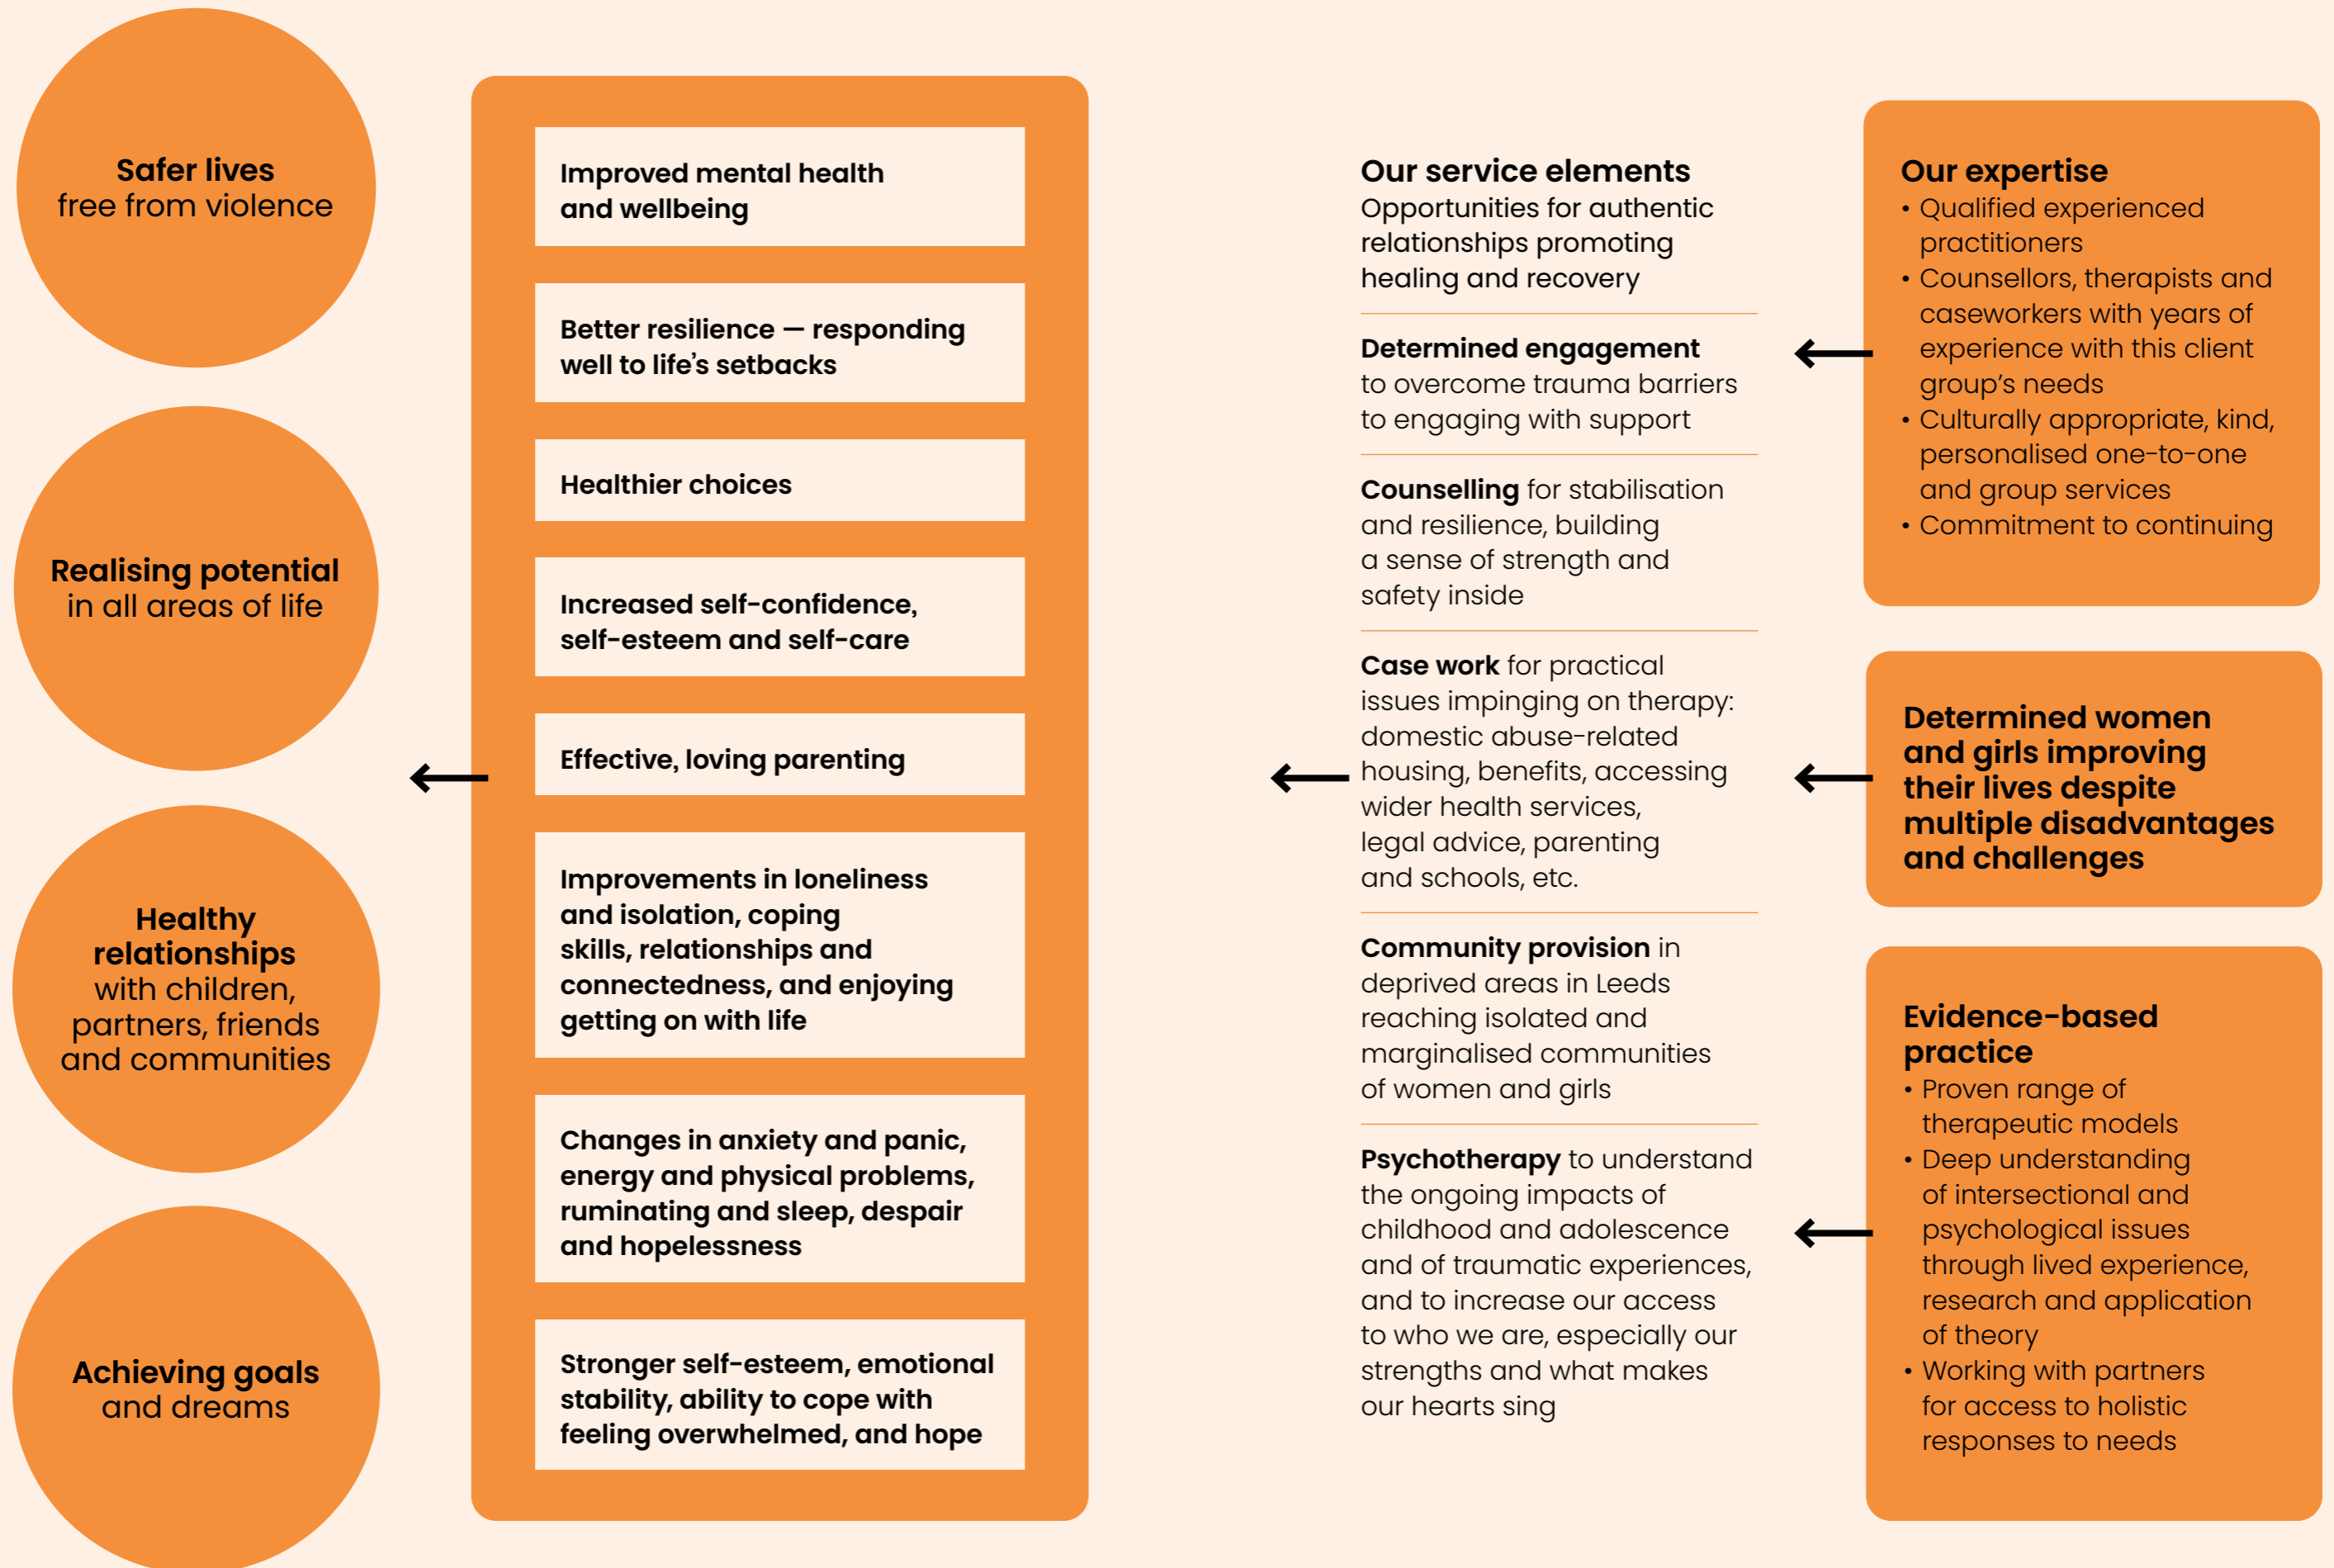 Safer lives
free from violence
Realising potential
in all areas of life
Healthy
relationships
with children,
partners, friends
and communities
Achieving goals
and dreams
Improved mental health
and wellbeing
Better resilience — responding
well to life’s setbacks
Healthier choices
Increased self-confidence,
self-esteem and self-care
Effective, loving parenting
Improvements in loneliness
and isolation, coping
skills, relationships and
connectedness, and enjoying
getting on with life
Changes in anxiety and panic,
energy and physical problems,
ruminating and sleep, despair
and hopelessness
Stronger self-esteem, emotional
stability, ability to cope with
feeling overwhelmed, and hope
Our service elements
Opportunities for authentic
relationships promoting
healing and recovery
Determined engagement
to overcome trauma barriers
to engaging with support
Counselling for stabilisation
and resilience, building
a sense of strength and
safety inside
Case work for practical
issues impinging on therapy:
domestic abuse-related
housing, benefits, accessing
wider health services,
legal advice, parenting
and schools, etc.
Community provision in
deprived areas in Leeds
reaching isolated and
marginalised communities
of women and girls
Psychotherapy to understand
the ongoing impacts of
childhood and adolescence
and of traumatic experiences,
and to increase our access
to who we are, especially our
strengths and what makes
our hearts sing
Our expertise
• Qualified experienced
practitioners
• Counsellors, therapists and
caseworkers with years of
experience with this client
group’s needs
• Culturally appropriate, kind,
personalised one-to-one
and group services
• Commitment to continuing
Determined women
and girls improving
their lives despite
multiple disadvantages
and challenges
Evidence-based
practice
• Proven range of
therapeutic models
• Deep understanding
of intersectional and
psychological issues
through lived experience,
research and application
of theory
• Working with partners
for access to holistic
responses to needs